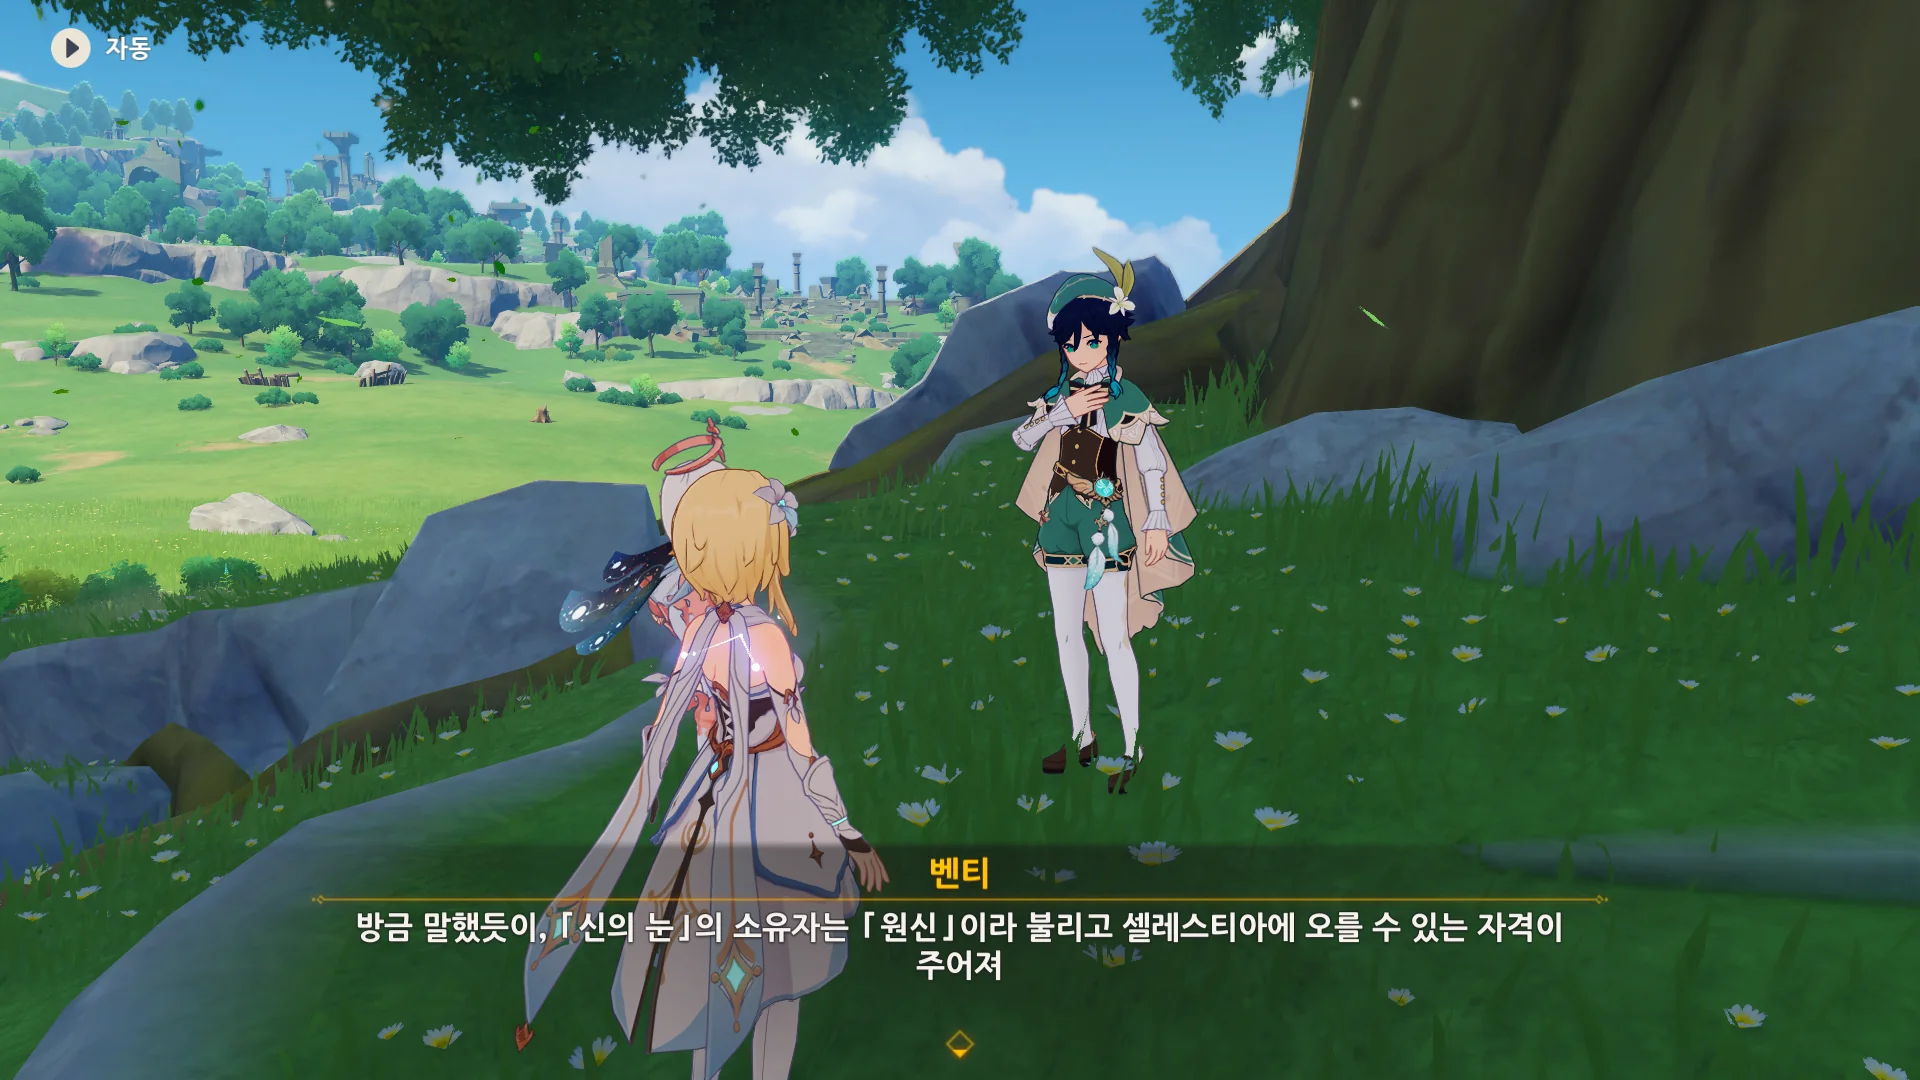 자동
벤티
방금 말했듯이, 「신의 눈」의 소유자는 「원신」이라 불리고 셀레스티아에 오를 수 있는 자격이
주어져